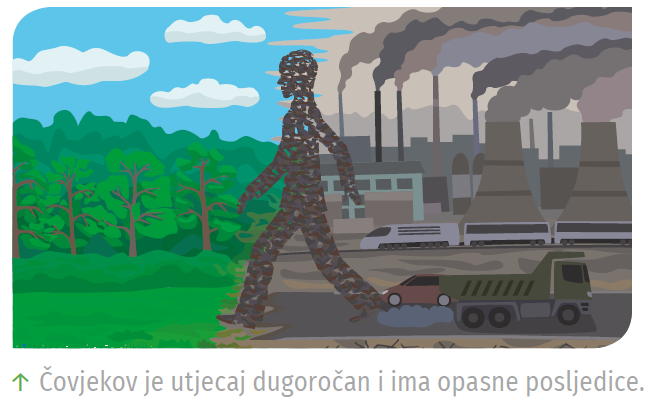 ↑ Čovjekov je utjecaj dugoročan i ima opasne posljedice.